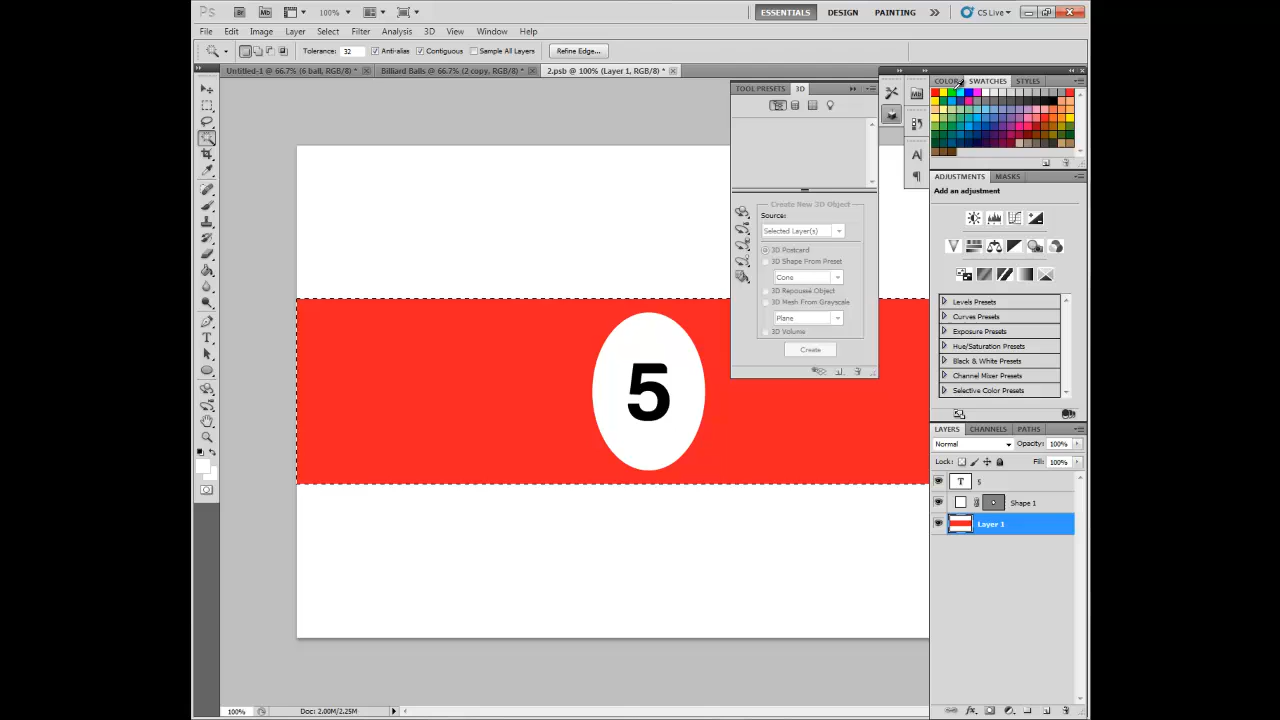 Ps Br Mb 100% ESSENTIALS DESIGN PAINTING CS Live
File Edit Image Layer Select Filter Analysis 3D View Window Help
Tolerance: 32 Anti-alias Contiguous Sample All Layers Refine Edge...
Untitled-1 @ 66.7% (6 ball, RGB/8) * Billiard Balls @ 66.7% (2 copy, RGB/8) * 2.psb @ 100% (Layer 1, RGB/8) *
COLOR SWATCHES STYLES
TOOL PRESETS 3D
Mb
ADJUSTMENTS MASKS
Add an adjustment
Create New 3D Object
Source:
Selected Layer(s)
3D Postcard
3D Shape From Preset
Cone
3D Repoussé Object
3D Mesh From Grayscale
Plane
3D Volume
Create
Levels Presets
Curves Presets
Exposure Presets
Hue/Saturation Presets
Black & White Presets
Channel Mixer Presets
Selective Color Presets
5
LAYERS CHANNELS PATHS
Normal Opacity: 100%
Lock: Fill: 100%
T 5
Shape 1
Layer 1
100% Doc: 2.00M/2.25M